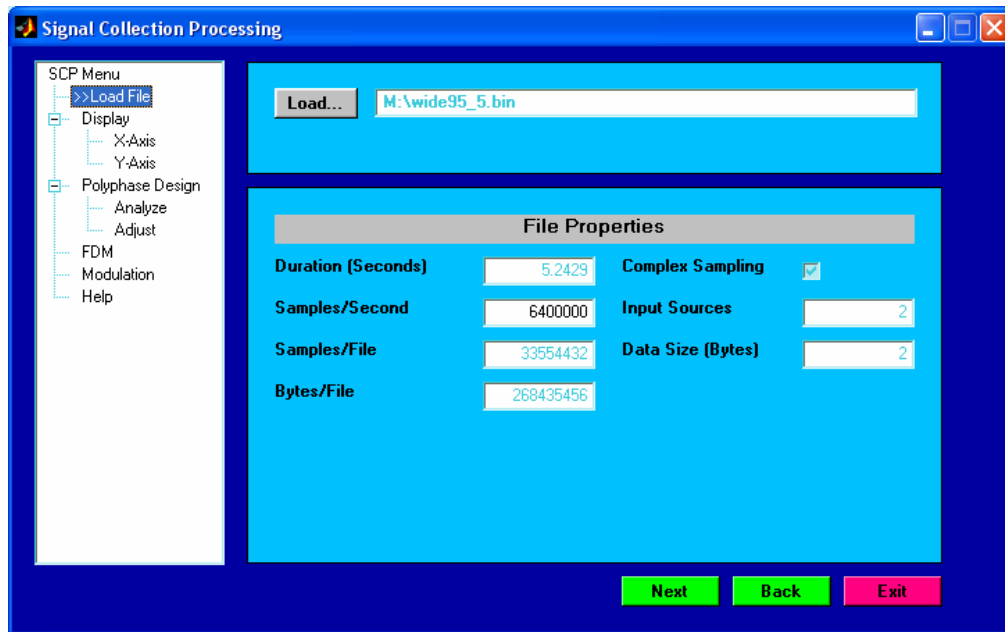 Signal Collection Processing
SCP Menu
>>Load File
Display
X-Axis
Y-Axis
Polyphase Design
Analyze
Adjust
FDM
Modulation
Help
Load... M:\wide95_5.bin
File Properties
Duration (Seconds) 5.2429 Complex Sampling
Samples/Second 6400000 Input Sources 2
Samples/File 33554432 Data Size (Bytes) 2
Bytes/File 268435456
Next Back Exit